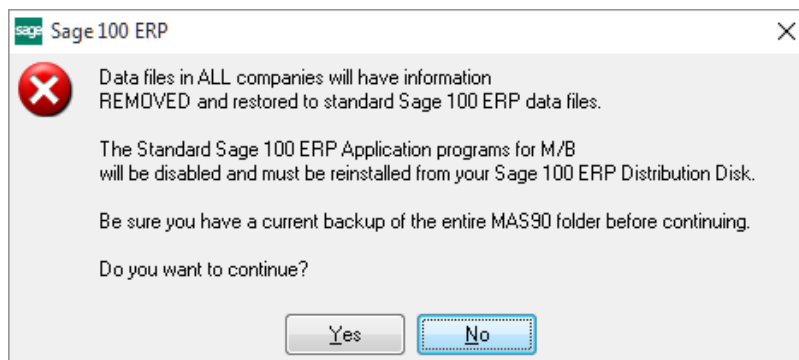 sage Sage 100 ERP
Data files in ALL companies will have information
REMOVED and restored to standard Sage 100 ERP data files.
The Standard Sage 100 ERP Application programs for M/B
will be disabled and must be reinstalled from your Sage 100 ERP Distribution Disk.
Be sure you have a current backup of the entire MAS90 folder before continuing.
Do you want to continue?
Yes No